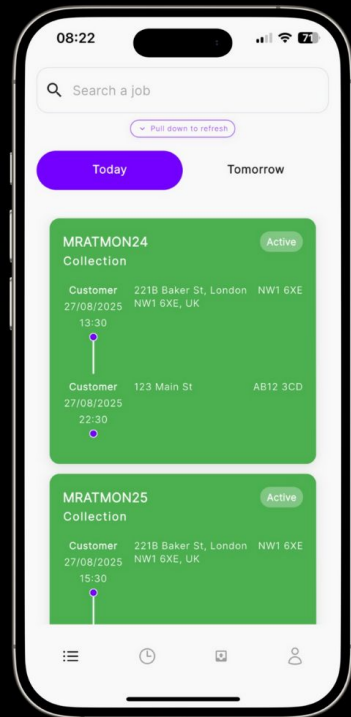 08:22
71
Search a job
Pull down to refresh
Today Tomorrow
MRATMON24 Active
Collection
Customer 221B Baker St, London NW1 6XE
27/08/2025 NW1 6XE, UK
13:30
Customer 123 Main St AB12 3CD
27/08/2025
22:30
MRATMON25 Active
Collection
Customer 221B Baker St, London NW1 6XE
27/08/2025 NW1 6XE, UK
15:30